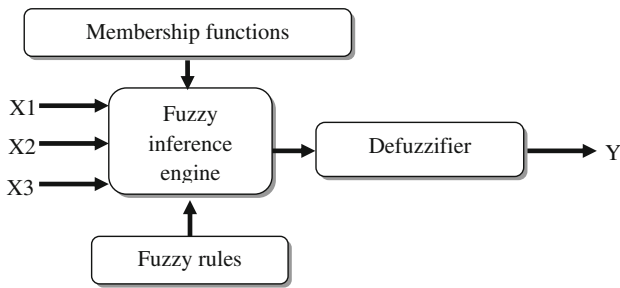 Membership functions
X1
X2
X3
Fuzzy
inference
engine
Defuzzifier
Y
Fuzzy rules